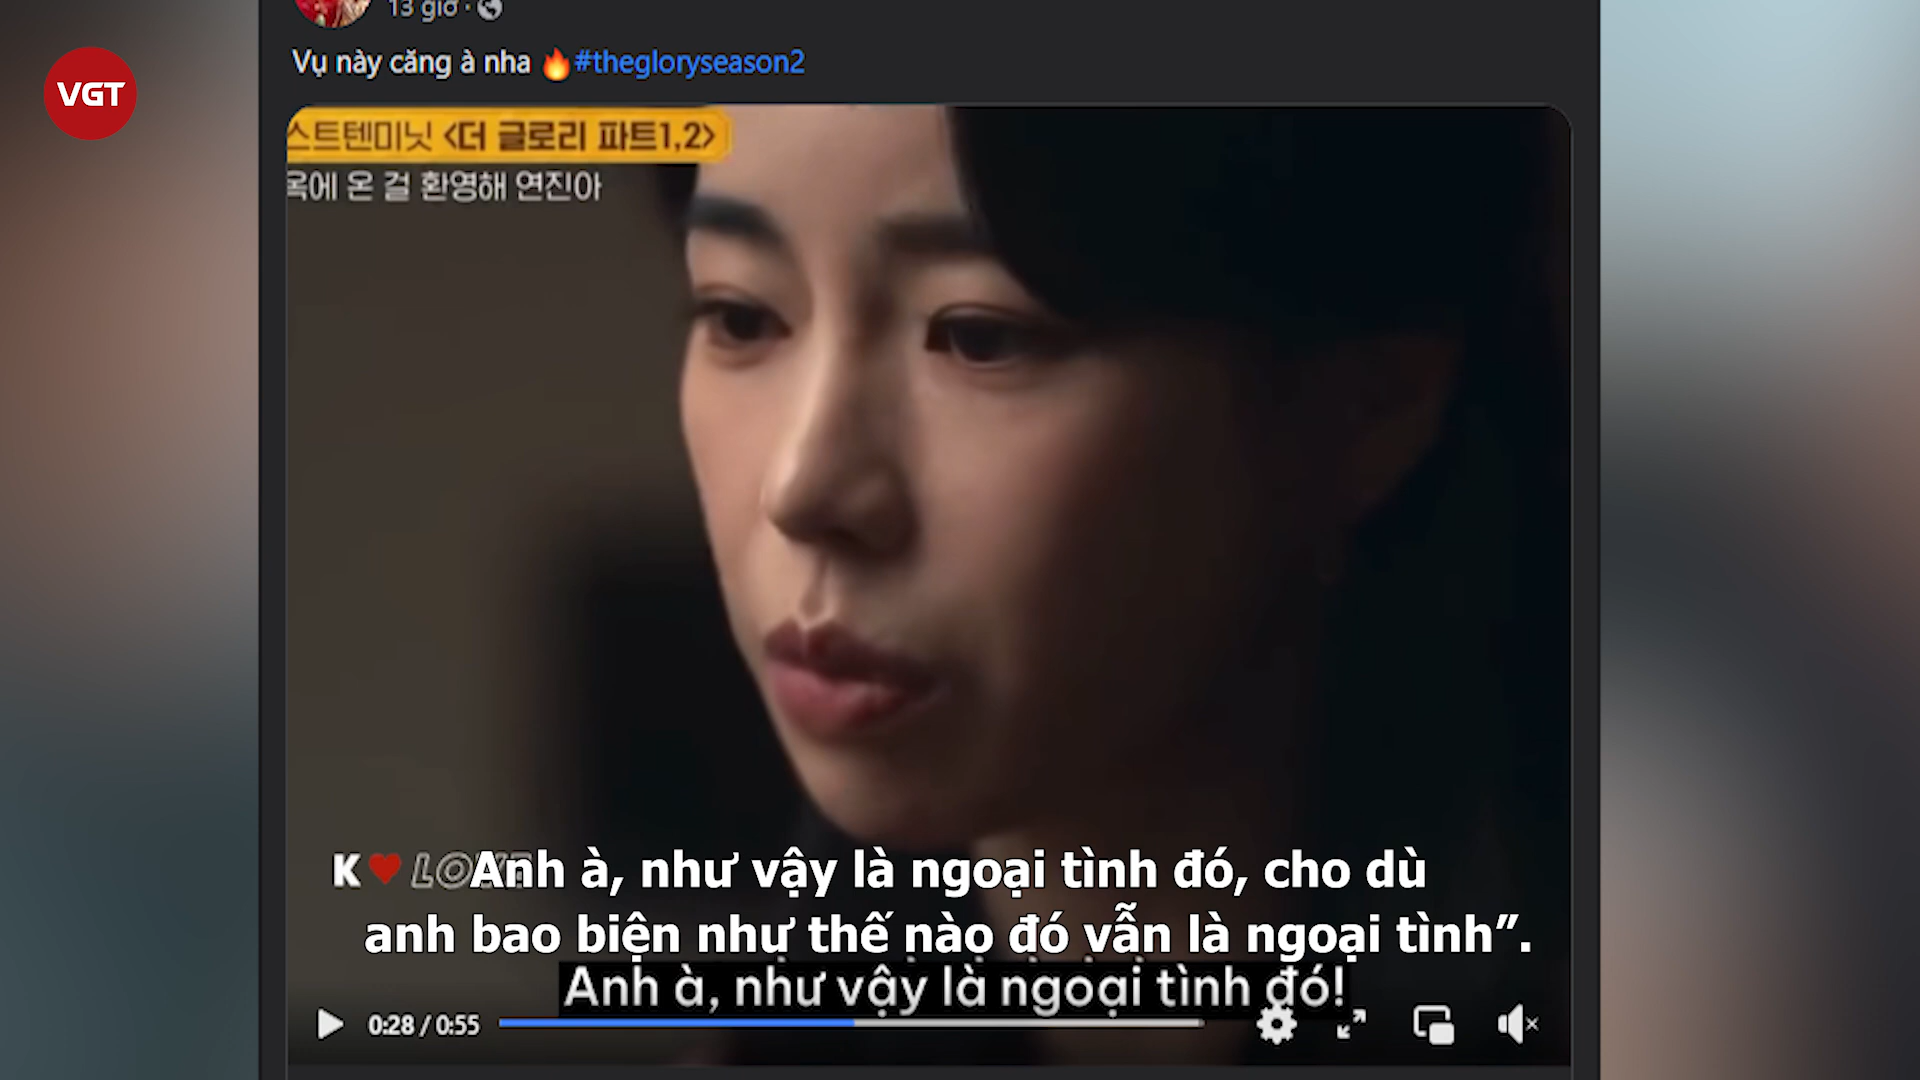 13 giờ ·
VGT
Vụ này căng à nha 🔥#thegloryseason2
스트텐미닛 <더 글로리 파트1,2>
옥에 온 걸 환영해 연진아
K❤LO
Anh à, như vậy là ngoại tình đó, cho dù
anh bao biện như thế nào đó vẫn là ngoại tình”.
Anh à, như vậy là ngoại tình đó!
0:28 / 0:55